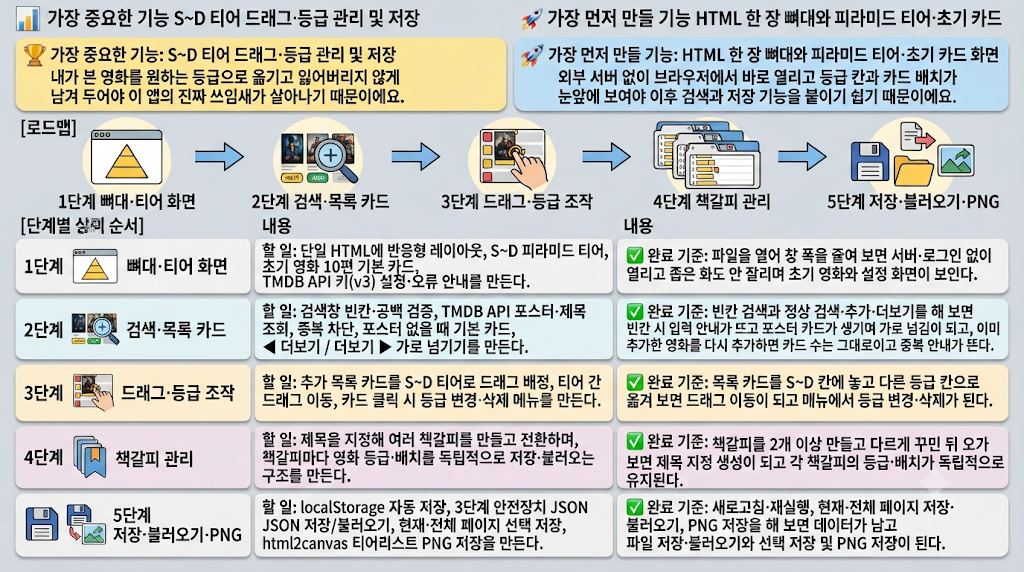 가장 중요한 기능 S~D 티어 드래그·등급 관리 및 저장
가장 먼저 만들 기능 HTML 한 장 뼈대와 피라미드 티어·초기 카드
가장 중요한 기능: S~D 티어 드래그·등급 관리 및 저장
내가 본 영화를 원하는 등급으로 옮기고 잃어버리지 않게
남겨 두어야 이 앱의 진짜 쓰임새가 살아나기 때문이에요.
가장 먼저 만들 기능: HTML 한 장 뼈대와 피라미드 티어·초기 카드 화면
외부 서버 없이 브라우저에서 바로 열리고 등급 칸과 카드 배치가
눈앞에 보여야 이후 검색과 저장 기능을 붙이기 쉽기 때문이에요.
[로드맵]
1단계 뼈대·티어 화면
2단계 검색·목록 카드
3단계 드래그·등급 조작
4단계 책갈피 관리
5단계 저장·불러오기·PNG
[단계별 순서]
내용
내용
1단계
뼈대·티어 화면
할 일: 단일 HTML에 반응형 레이아웃, S~D 피라미드 티어,
초기 영화 10편 기본 카드,
TMDB API 키(v3) 설정·오류 안내를 만든다.
✅ 완료 기준: 파일을 열어 창 폭을 줄여 보면 서버·로그인 없이
열리고 좁은 화도 안 잘리며 초기 영화와 설정 화면이 보인다.
2단계
검색·목록 카드
할 일: 검색창 빈칸·공백 검증, TMDB API 포스터·제목
조회, 중복 차단, 포스터 없을 때 기본 카드,
◀ 더보기 / 더보기 ▶ 가로 넘기기를 만든다.
✅ 완료 기준: 빈칸 검색과 정상 검색·추가·더보기를 해 보면
빈칸 시 입력 안내가 뜨고 포스터 카드가 생기며 가로 넘김이 되고, 이미
추가한 영화를 다시 추가하면 카드 수는 그대로이고 중복 안내가 뜬다.
3단계
드래그·등급 조작
할 일: 추가 목록 카드를 S~D 티어로 드래그 배정, 티어 간
드래그 이동, 카드 클릭 시 등급 변경·삭제 메뉴를 만든다.
✅ 완료 기준: 목록 카드를 S~D 칸에 놓고 다른 등급 칸으로
옮겨 보면 드래그 이동이 되고 메뉴에서 등급 변경·삭제가 된다.
4단계
책갈피 관리
할 일: 제목을 지정해 여러 책갈피를 만들고 전환하며,
책갈피마다 영화 등급·배치를 독립적으로 저장·불러오는
구조를 만든다.
✅ 완료 기준: 책갈피를 2개 이상 만들고 다르게 꾸민 뒤 오가
보면 제목 지정 생성이 되고 각 책갈피의 등급·배치가 독립적으로
유지된다.
5단계
저장·불러오기·PNG
할 일: localStorage 자동 저장, 3단계 안전장치 JSON
JSON 저장/불러오기, 현재·전체 페이지 선택 저장,
html2canvas 티어리스트 PNG 저장을 만든다.
✅ 완료 기준: 새로고침·재실행, 현재·전체 페이지 저장·
불러오기, PNG 저장을 해 보면 데이터가 남고
파일 저장·불러오기와 선택 저장 및 PNG 저장이 된다.